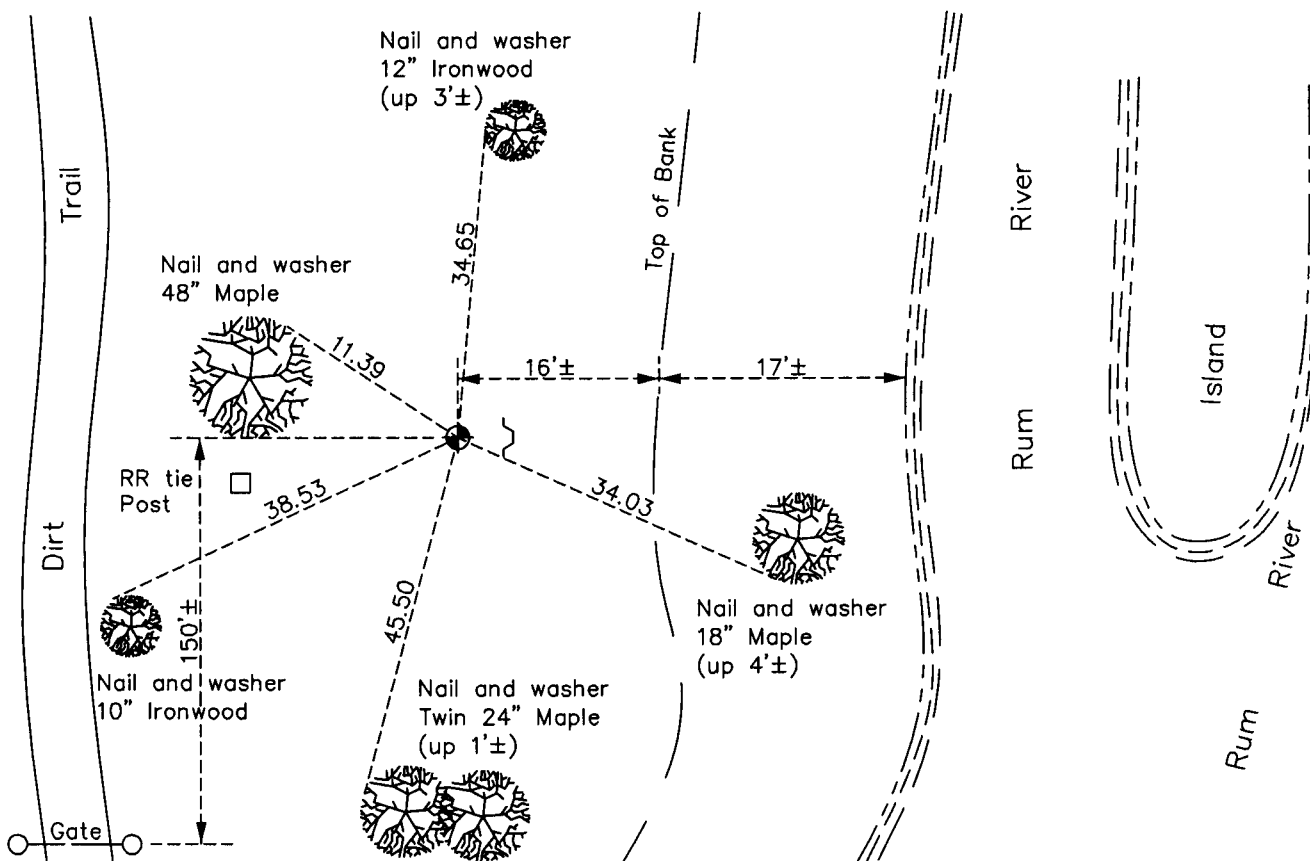 Nail and washer
12" Ironwood
(up 3'±)
Trail
Top of Bank
River
34.65
Nail and washer
48" Maple
11.39
16'±
17'±
Island
Rum
RR tie
Post
38.53
34.03
Dirt
River
45.50
150'±
Nail and washer
18" Maple
(up 4'±)
Nail and washer
10" Ironwood
Nail and washer
Twin 24" Maple
(up 1'±)
Rum
Gate